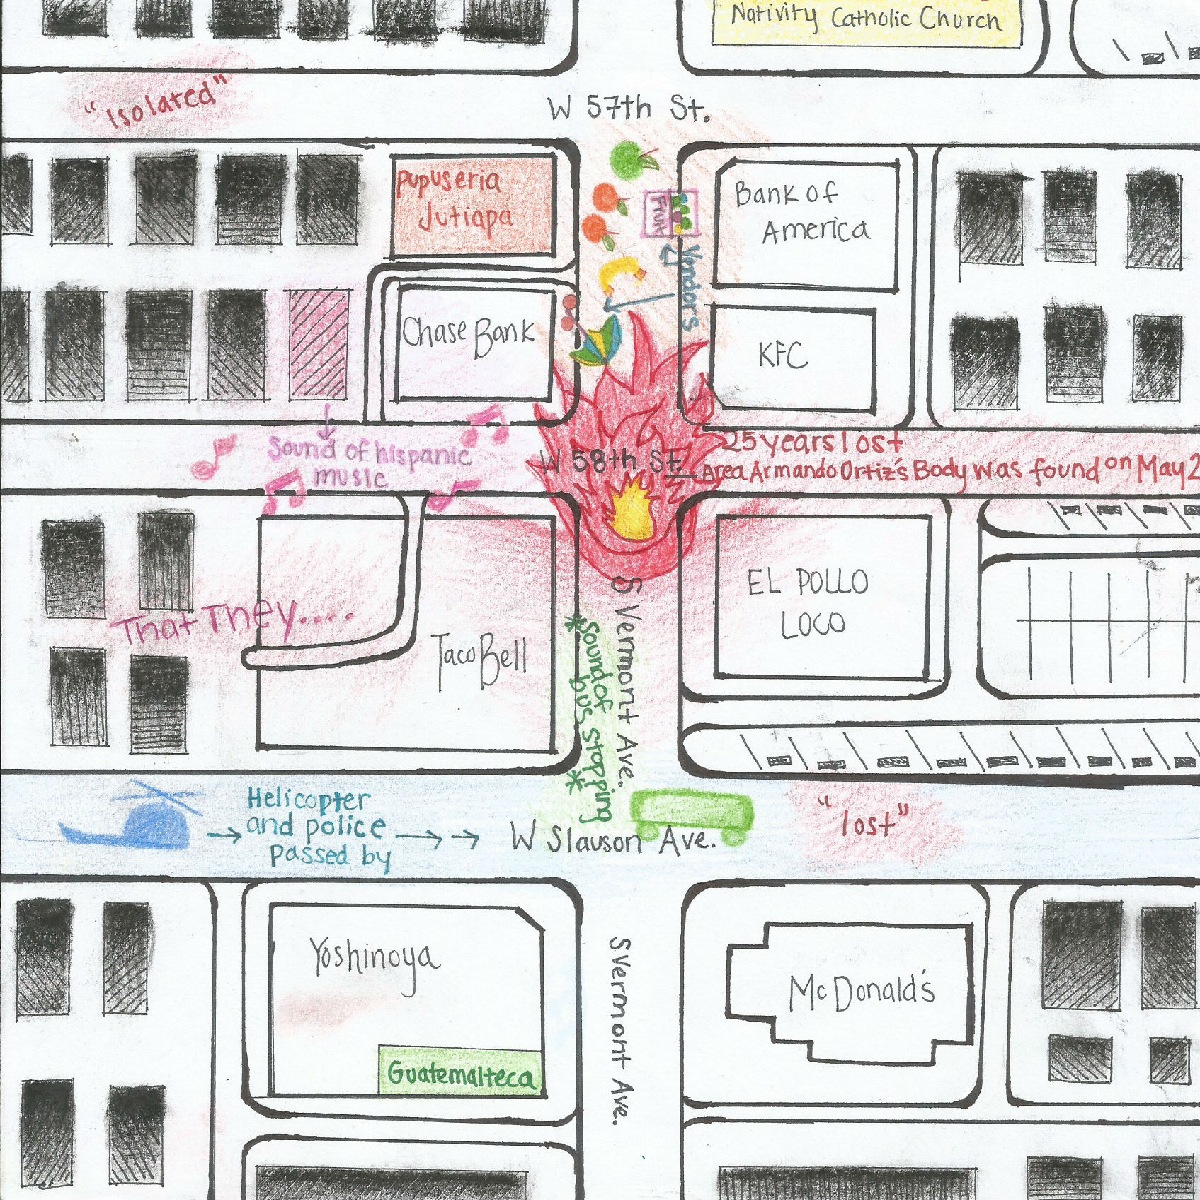 Nativity Catholic Church
"Isolated"
W 57th St.
pupuseria
Jutiapa
Fruit
Vendors
Bank of
America
Chase Bank
KFC
Sound of hispanic
music
W 58th St.
25 years lost
Area Armando Ortiz's Body was found on May 2
EL POLLO
LOCO
That They....
Taco Bell
S Vermont Ave.
*Sound of
bus stopping*
Helicopter
and police
passed by
W Slauson Ave.
"lost"
Yoshinoya
Guatemalteca
S Vermont Ave.
McDonald's